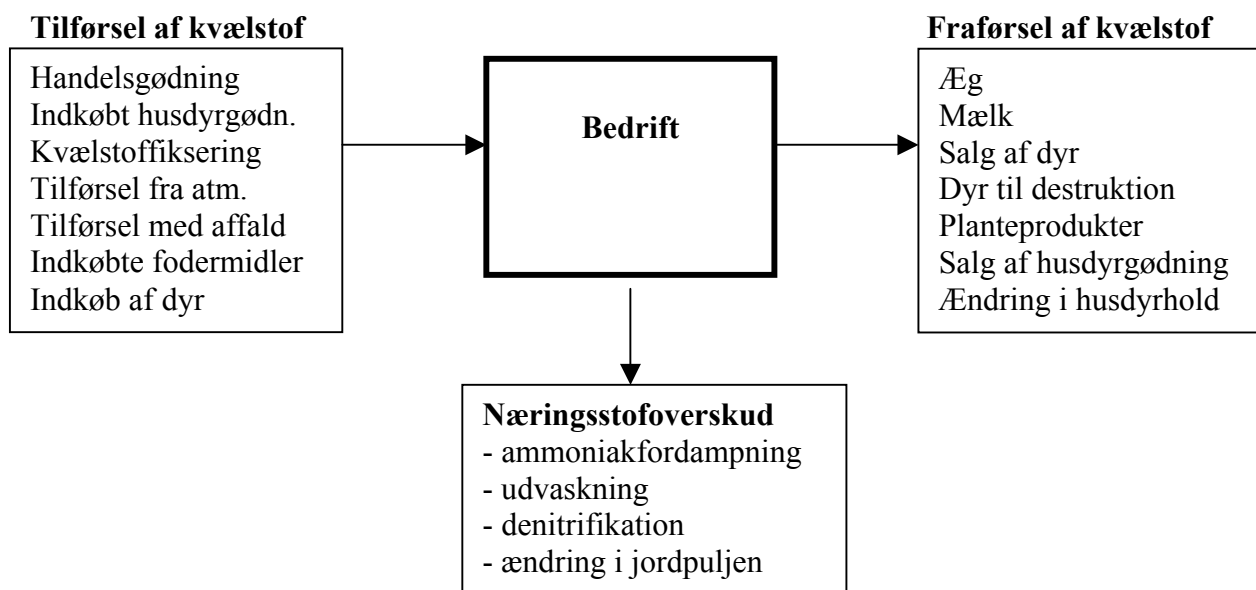 Tilførsel af kvælstof
Handelsgødning
Indkøbt husdyrgødn.
Kvælstoffiksering
Tilførsel fra atm.
Tilførsel med affald
Indkøbte fodermidler
Indkøb af dyr
Bedrift
Fraførsel af kvælstof
Æg
Mælk
Salg af dyr
Dyr til destruktion
Planteprodukter
Salg af husdyrgødning
Ændring i husdyrhold
Næringsstofoverskud
- ammoniakfordampning
- udvaskning
- denitrifikation
- ændring i jordpuljen